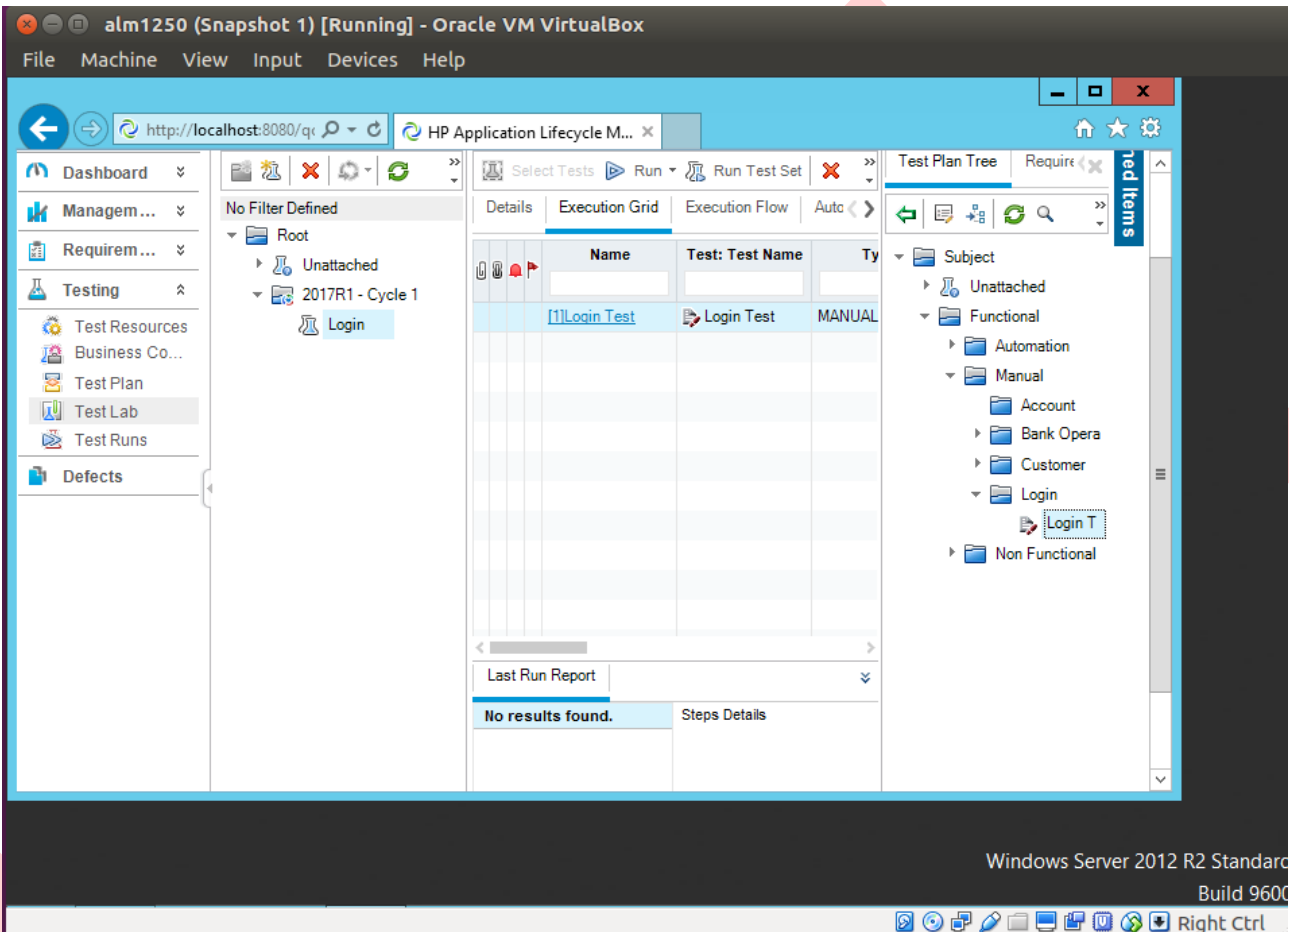 alm1250 (Snapshot 1) [Running] - Oracle VM VirtualBox
File Machine View Input Devices Help
http://localhost:8080/qc
HP Application Lifecycle M...
Dashboard
Managem...
Requirem...
Testing
Test Resources
Business Co...
Test Plan
Test Lab
Test Runs
Defects
No Filter Defined
Root
Unattached
2017R1 - Cycle 1
Login
Select Tests Run Run Test Set
Details Execution Grid Execution Flow Auto
Name Test: Test Name Ty
[1]Login Test Login Test MANUAL
Last Run Report
No results found. Steps Details
Test Plan Tree Require
ned Items
Subject
Unattached
Functional
Automation
Manual
Account
Bank Opera
Customer
Login
Login T
Non Functional
Windows Server 2012 R2 Standard
Build 9600
Right Ctrl